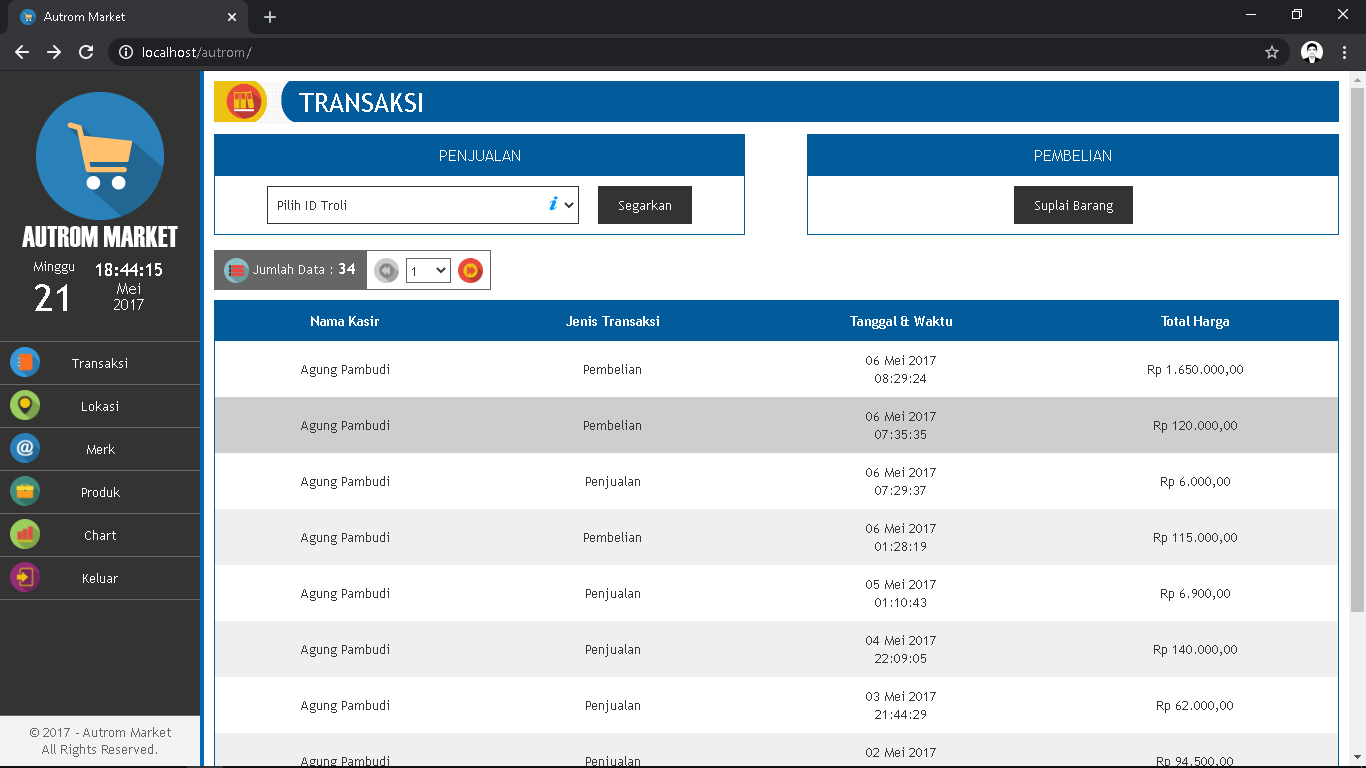 Autrom Market
localhost/autrom/
AUTROM MARKET
Minggu 18:44:15
21 Mei
2017
Transaksi
Lokasi
Merk
Produk
Chart
Keluar
© 2017 - Autrom Market
All Rights Reserved.
TRANSAKSI
PENJUALAN
Pilih ID Troli
Segarkan
PEMBELIAN
Suplai Barang
Jumlah Data : 34
1
Nama Kasir Jenis Transaksi Tanggal & Waktu Total Harga
Agung Pambudi Pembelian 06 Mei 2017 08:29:24 Rp 1.650.000,00
Agung Pambudi Pembelian 06 Mei 2017 07:35:35 Rp 120.000,00
Agung Pambudi Penjualan 06 Mei 2017 07:29:37 Rp 6.000,00
Agung Pambudi Pembelian 06 Mei 2017 01:28:19 Rp 115.000,00
Agung Pambudi Penjualan 05 Mei 2017 01:10:43 Rp 6.900,00
Agung Pambudi Penjualan 04 Mei 2017 22:09:05 Rp 140.000,00
Agung Pambudi Penjualan 03 Mei 2017 21:44:29 Rp 62.000,00
Agung Pambudi Penjualan 02 Mei 2017 Rp 94.500,00